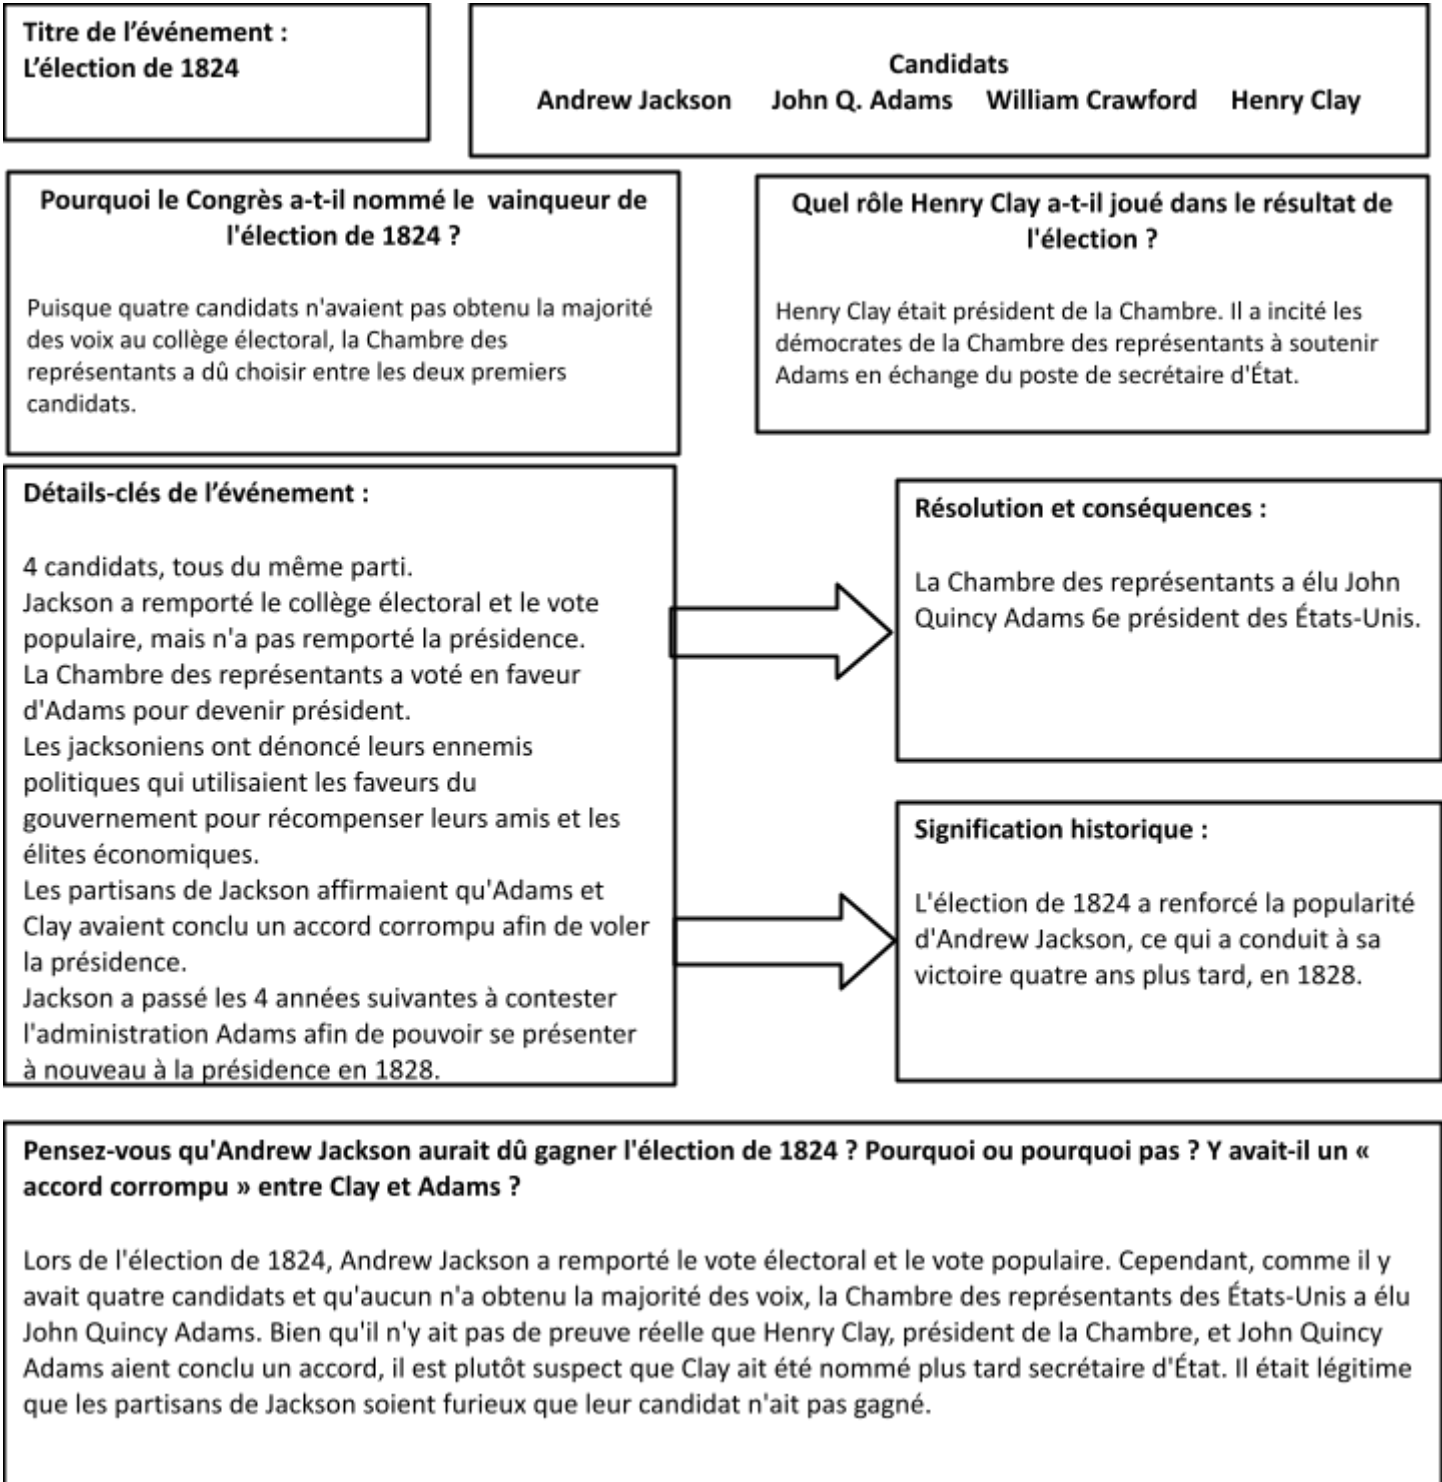 Titre de l’événement :
L’élection de 1824
Candidats
Andrew Jackson John Q. Adams William Crawford Henry Clay
Pourquoi le Congrès a-t-il nommé le vainqueur de
l'élection de 1824 ?
Puisque quatre candidats n'avaient pas obtenu la majorité
des voix au collège électoral, la Chambre des
représentants a dû choisir entre les deux premiers
candidats.
Quel rôle Henry Clay a-t-il joué dans le résultat de
l'élection ?
Henry Clay était président de la Chambre. Il a incité les
démocrates de la Chambre des représentants à soutenir
Adams en échange du poste de secrétaire d'État.
Détails-clés de l’événement :
4 candidats, tous du même parti.
Jackson a remporté le collège électoral et le vote
populaire, mais n'a pas remporté la présidence.
La Chambre des représentants a voté en faveur
d'Adams pour devenir président.
Les jacksoniens ont dénoncé leurs ennemis
politiques qui utilisaient les faveurs du
gouvernement pour récompenser leurs amis et les
élites économiques.
Les partisans de Jackson affirmaient qu'Adams et
Clay avaient conclu un accord corrompu afin de voler
la présidence.
Jackson a passé les 4 années suivantes à contester
l'administration Adams afin de pouvoir se présenter
à nouveau à la présidence en 1828.
Résolution et conséquences :
La Chambre des représentants a élu John
Quincy Adams 6e président des États-Unis.
Signification historique :
L'élection de 1824 a renforcé la popularité
d'Andrew Jackson, ce qui a conduit à sa
victoire quatre ans plus tard, en 1828.
Pensez-vous qu'Andrew Jackson aurait dû gagner l'élection de 1824 ? Pourquoi ou pourquoi pas ? Y avait-il un «
accord corrompu » entre Clay et Adams ?
Lors de l'élection de 1824, Andrew Jackson a remporté le vote électoral et le vote populaire. Cependant, comme il y
avait quatre candidats et qu'aucun n'a obtenu la majorité des voix, la Chambre des représentants des États-Unis a élu
John Quincy Adams. Bien qu'il n'y ait pas de preuve réelle que Henry Clay, président de la Chambre, et John Quincy
Adams aient conclu un accord, il est plutôt suspect que Clay ait été nommé plus tard secrétaire d'État. Il était légitime
que les partisans de Jackson soient furieux que leur candidat n'ait pas gagné.